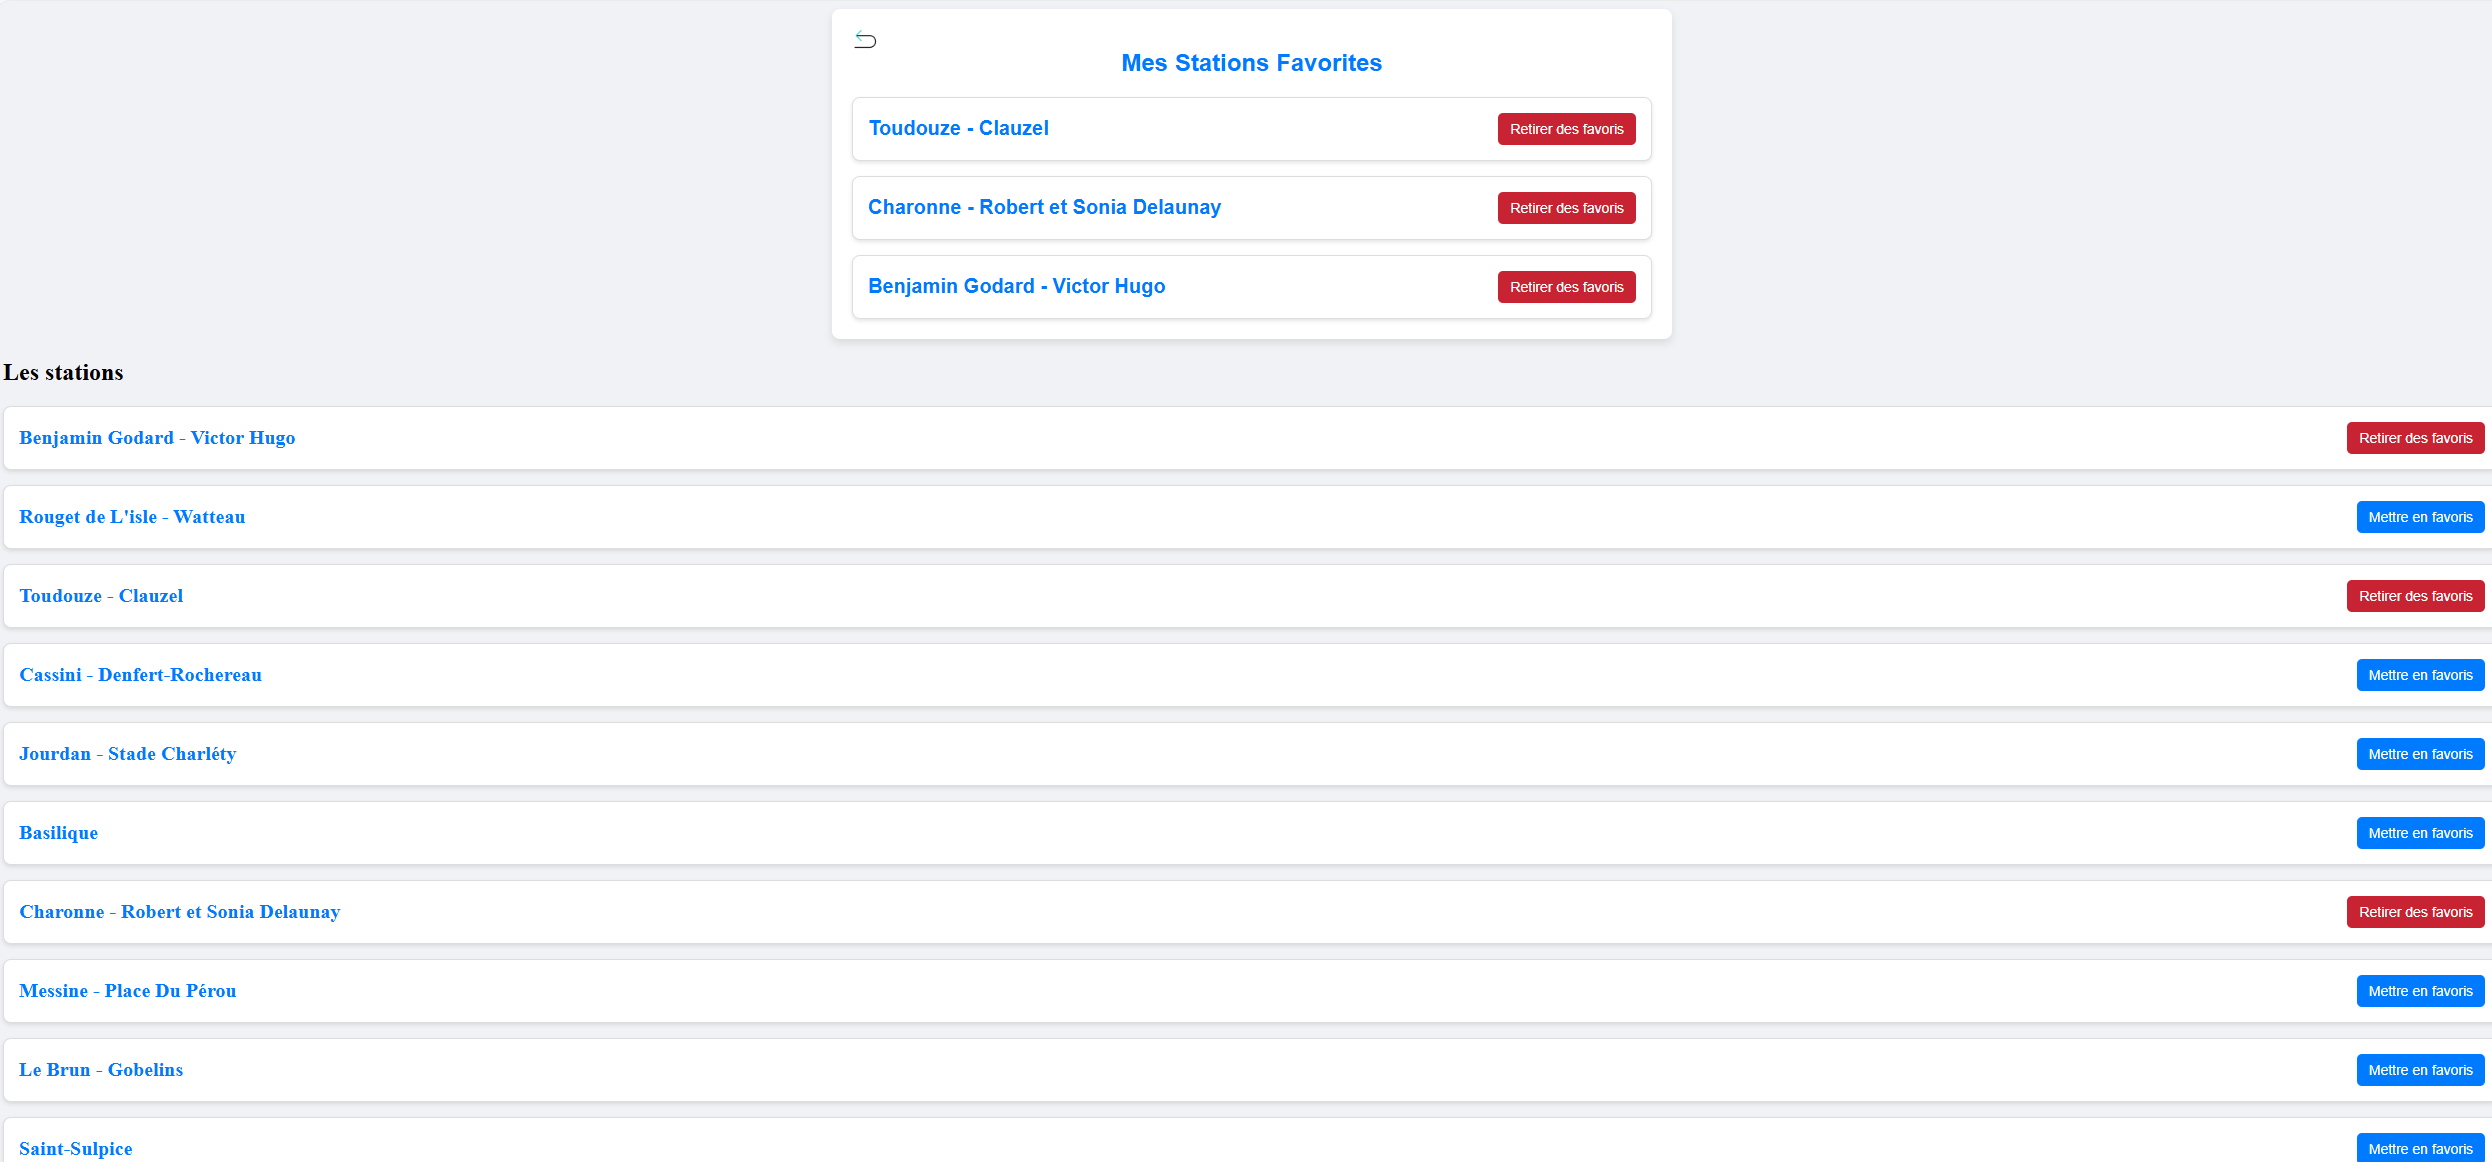 Mes Stations Favorites
Toudouze - Clauzel Retirer des favoris
Charonne - Robert et Sonia Delaunay Retirer des favoris
Benjamin Godard - Victor Hugo Retirer des favoris
Les stations
Benjamin Godard - Victor Hugo Retirer des favoris
Rouget de L'isle - Watteau Mettre en favoris
Toudouze - Clauzel Retirer des favoris
Cassini - Denfert-Rochereau Mettre en favoris
Jourdan - Stade Charléty Mettre en favoris
Basilique Mettre en favoris
Charonne - Robert et Sonia Delaunay Retirer des favoris
Messine - Place Du Pérou Mettre en favoris
Le Brun - Gobelins Mettre en favoris
Saint-Sulpice Mettre en favoris